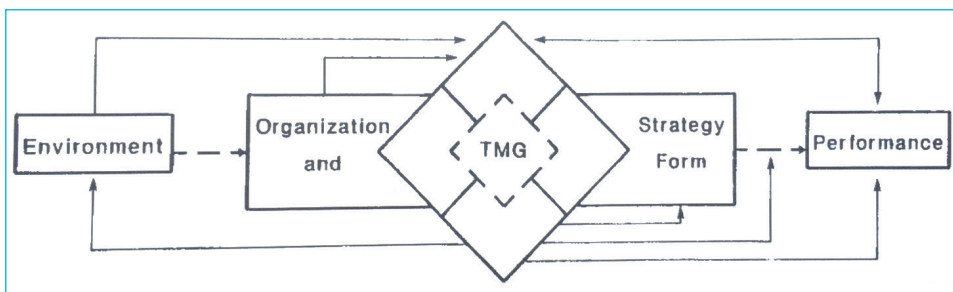 Environment
Organization
and
TMG
Strategy
Form
Performance